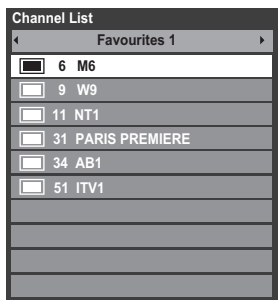 Channel List
Favourites 1
6 M6
9 W9
11 NT1
31 PARIS PREMIERE
34 AB1
51 ITV1